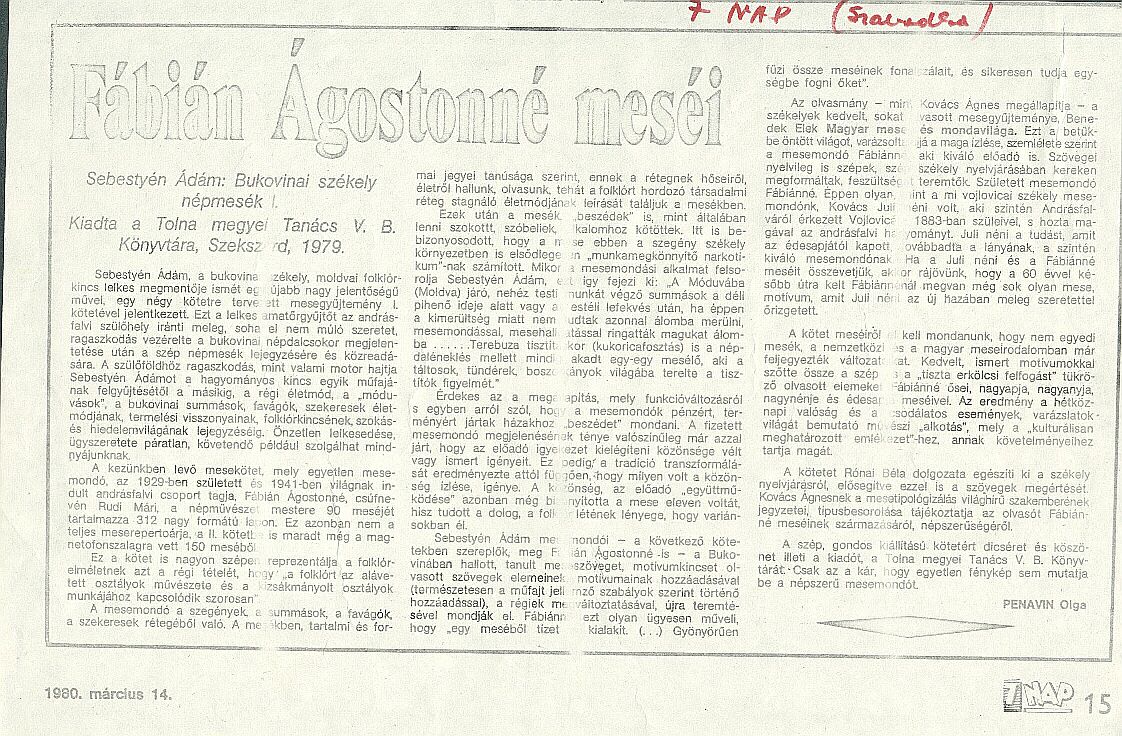 7 NAP (Szabadka)
Fábián Ágostonné meséi
Sebestyén Ádám: Bukovinai székely
népmesék I.
Kiadta a Tolna megyei Tanács V. B.
Könyvtára, Szekszárd, 1979.
Sebestyén Ádám, a bukovinai székely, moldvai folklór-
kincs lelkes megmentője ismét egy újabb nagy jelentőségű
művel, egy négy kötetre tervezett mesegyűjtemény I.
kötetével jelentkezett. Ezt a lelkes amatőrgyűjtőt az andrás-
falvi szülőhely iránti meleg, soha el nem múló szeretet,
ragaszkodás vezérelte a bukovinai népdalcsokor megjelen-
tetése után a szép népmesék lejegyzésére és közreadá-
sára. A szülőföldhöz ragaszkodás, mint valami motor hajtja
Sebestyén Ádámot a hagyományos kincs egyik műfajá-
nak felgyűjtésétől a másikig, a régi életmód, a „módu-
vások", a bukovinai summások, favágók, szekeresek élet-
módjának, termelési visszonyainak, folklórkincsének, szokás-
és hiedelemvilágának lejegyzéséig. Önzetlen lelkesedése,
ügyszeretete páratlan, követendő például szolgálhat mind-
nyájunknak.
A kezünkben levő mesekötet, mely egyetlen mese-
mondó, az 1929-ben született és 1941-ben világnak in-
dult andrásfalvi csoport tagja, Fábián Ágostonné, csúfne-
vén Rudi Mári, a népművészet mestere 90 meséjét
tartalmazza 312 nagy formátú lapon. Ez azonban nem a
teljes meserepertoárja, a II. kötetbe is maradt még a mag-
netofonszalagra vett 150 meséből.
Ez a kötet is nagyon szépen reprezentálja a folklór-
elméletnek azt a régi tételét, hogy „a folklórt az aláve-
tett osztályok művészete és a kizsákmányolt osztályok
munkájához kapcsolódik szorosan".
A mesemondó a szegények, a summások, a favágók,
a szekeresek rétegéből való. A mesékben, tartalmi és for-
mai jegyei tanúsága szerint, ennek a rétegnek hőseiről,
életről hallunk, olvasunk, tehát a folklórt hordozó társadalmi
réteg stagnáló életmódjának leírását találjuk a mesékben.
Ezek után a mesék, „beszédek" is, mint általában
lenni szokott, szóbeliek, alkalomhoz kötöttek. Itt is be-
bizonyosodott, hogy a mese ebben a szegény székely
környezetben is elsődlegesen „munkamegkönnyítő narkoti-
kum"-nak számított. Mikor a mesemondási alkalmat felso-
rolja Sebestyén Ádám, ezt így fejezi ki: „A Móduvába
(Moldva) járó, nehéz testi munkát végző summások a déli
pihenő ideje alatt vagy a estéli lefekvés után, ha éppen
a kimerültség miatt nem tudtak azonnal álomba merülni,
mesemondással, mesehallgatással ringatták magukat álom-
ba ......Terebuza tisztításkor (kukoricafosztás) is a nép-
daléneklés mellett mindig akadt egy-egy mesélő, aki a
táltosok, tündérek, boszorkányok világába terelte a tisz-
títók figyelmét."
Érdekes az a megállapítás, mely funkcióváltozásról
s egyben arról szól, hogy a mesemondók pénzért, ter-
ményért jártak házakhoz „beszédet" mondani. A fizetett
mesemondó megjelenésének ténye valószínűleg már azzal
járt, hogy az előadó igyekezet kielégíteni közönsége vélt
vagy ismert igényeit. Ez pedig a tradíció transzformálá-
sát eredményezte attól függően, hogy milyen volt a közön-
ség ízlése, igénye. A közönség, az előadó „együttmű-
ködése" azonban még bizonyította a mese eleven voltát,
hisz tudott a dolog, a folklór létének lényege, hogy varián-
sokban él.
Sebestyén Ádám mesemondói – a következő köte-
tekben szereplők, meg Fábián Ágostonné is – a Buko-
vinában hallott, tanult meseszöveget, motívumkincset ol-
vasott szövegek elemeinek, motívumainak hozzáadásával
(természetesen a műfajt jellemző szabályok szerint történő
hozzáadással), a régiek megváltoztatásával, újra teremté-
sével mondják el. Fábiánné ezt olyan ügyesen műveli,
hogy „egy meséből tízet kialakít. (...) Gyönyörűen
fűzi össze meséinek fonalszálait, és sikeresen tudja egy-
ségbe fogni őket".
Az olvasmány – mint Kovács Ágnes megállapítja – a
székelyek kedvelt, sokat olvasott mesegyűjteménye, Bene-
dek Elek Magyar mese és mondavilága. Ezt a betűk-
be öntött világot, varázsolta á a maga ízlése, szemlélete szerint
a mesemondó Fábiánné, aki kiváló előadó is. Szövegei
nyelvileg is szépek, székely nyelvjárásában kereken
megformáltak, feszültséget teremtők. Született mesemondó
Fábiánné. Éppen olyan, mint a mi vojlovicai székely mese-
mondónk, Kovács Juli néni volt, aki szintén Andrásfal-
váról érkezett Vojlovicára 1883-ban szüleivel, s hozta ma-
gával az andrásfalvi hagyományt. Juli néni a tudást, amit
az édesapjától kapott, továbbadta a lányának, a szintén
kiváló mesemondónak. Ha a Juli néni és a Fábiánné
meséit összevetjük, akkor rájövünk, hogy a 60 évvel ké-
sőbb útra kelt Fábiánnénál megvan még sok olyan mese,
motívum, amit Juli néni az új hazában meleg szeretettel
őrizgetett.
A kötet meséiről el kell mondanunk, hogy nem egyedi
mesék, a nemzetközi és a magyar meseirodalomban már
feljegyezték változatukat. Kedvelt, ismert motívumokkal
szőtte össze a szép és a „tiszta erkölcsi felfogást" tükrö-
ző olvasott elemeket Fábiánné ősei, nagyapja, nagyanyja,
nagynénje és édesanyja meséivel. Az eredmény a hétköz-
napi valóság és a csodálatos események, varázslatok-
világát bemutató művészi „alkotás", mely a „kulturálisan
meghatározott emlékezet"-hez, annak követelményeihez
tartja magát.
A kötetet Rónai Béla dolgozata egészíti ki a székely
nyelvjárásról, elősegítve ezzel is a szövegek megértését.
Kovács Ágnesnek a mesetipologizálás világhírű szakemberének
jegyzetei, típusbesorolása tájékoztatja az olvasót Fábián-
né meséinek származásáról, népszerűségéről.
A szép, gondos kiállítású kötetért dicséret és köszö-
net illeti a kiadót, a Tolna megyei Tanács V. B. Könyv-
tárát. Csak az a kár, hogy egyetlen fénykép sem mutatja
be a népszerű mesemondót.
PENAVIN Olga
1980. március 14.
7 NAP 15